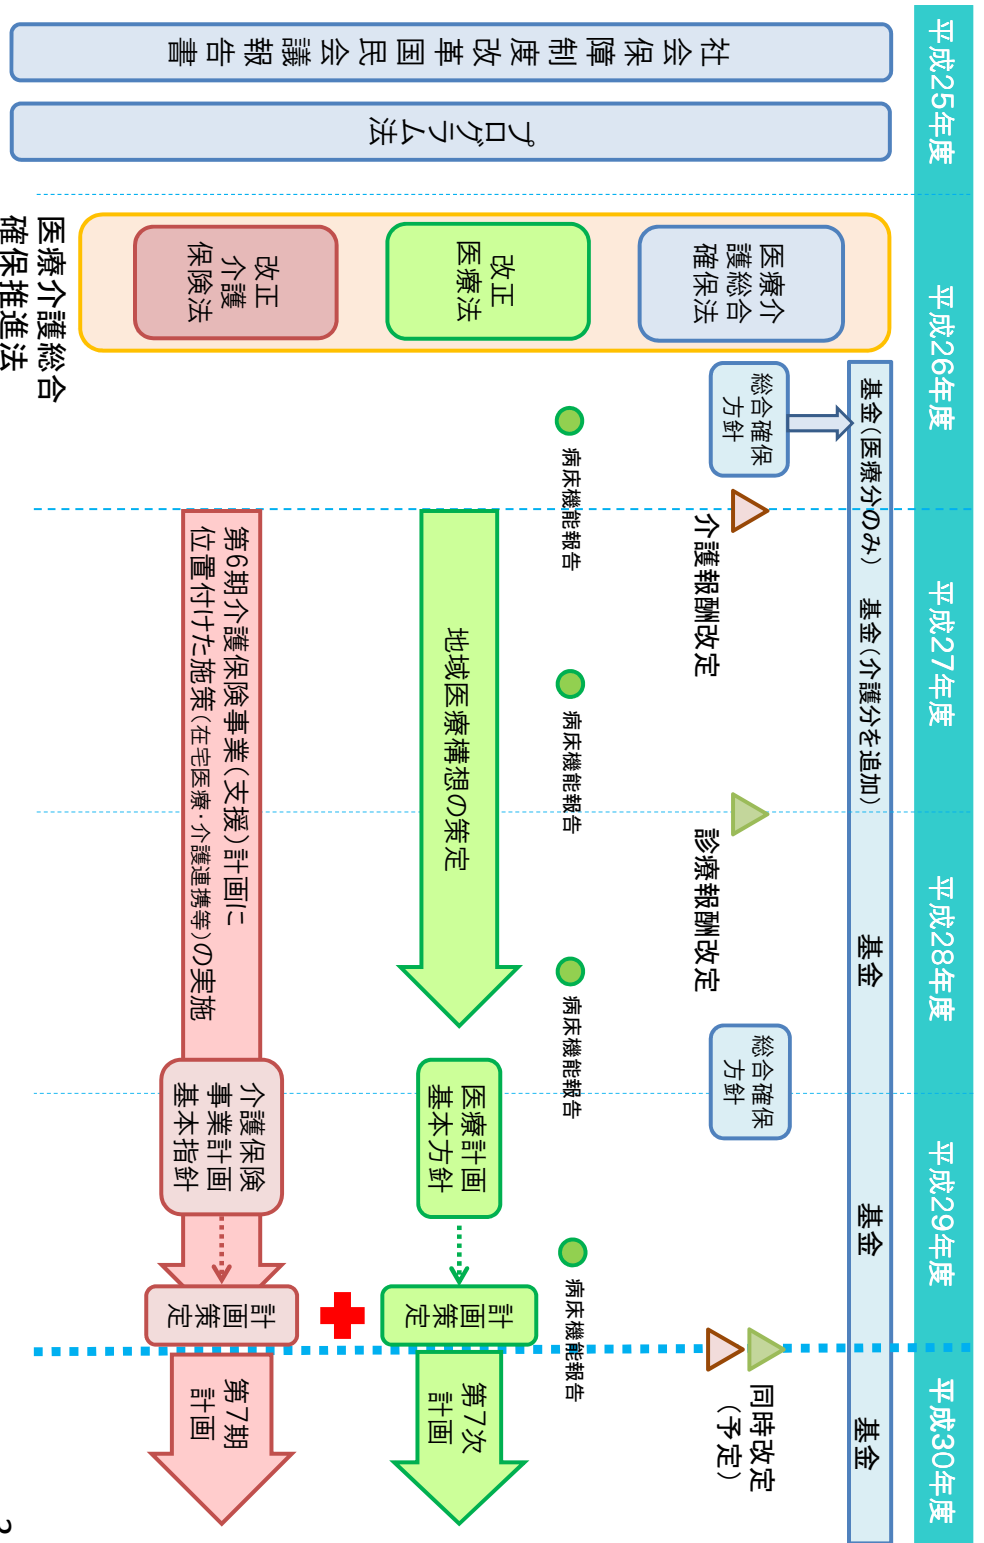 平成25年度
平成26年度
平成27年度
平成28年度
平成29年度
平成30年度
社会保障制度改革国民会議報告書
プログラム法
医療介
護総合
確保法
改正
医療法
改正
介護
保険法
医療介護総合
確保推進法
基金(医療分のみ)
基金(介護分を追加)
基金
基金
基金
総合確保
方針
総合確保
方針
介護報酬改定
診療報酬改定
同時改定
(予定)
病床機能報告
病床機能報告
病床機能報告
病床機能報告
地域医療構想の策定
医療計画
基本方針
計画策定
第7次
計画
第6期介護保険事業(支援)計画に
位置付けた施策(在宅医療・介護連携等)の実施
介護保険
事業計画
基本指針
計画策定
第7期
計画